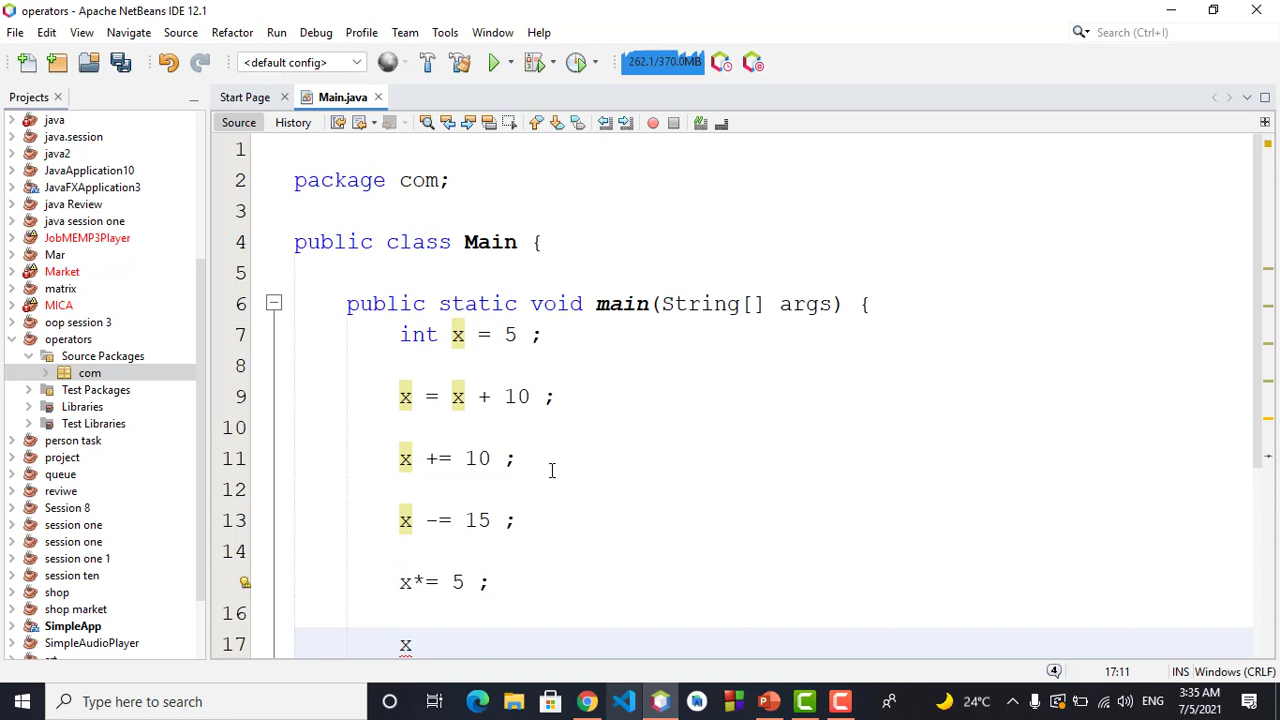 operators - Apache NetBeans IDE 12.1
File Edit View Navigate Source Refactor Run Debug Profile Team Tools Window Help
Search (Ctrl+I)
<default config>
262.1/370.0MB
Projects
Start Page
Main.java
Source
History
java
java.session
java2
JavaApplication10
JavaFXApplication3
java Review
java session one
JobMEMP3Player
Mar
Market
matrix
MICA
oop session 3
operators
Source Packages
com
Test Packages
Libraries
Test Libraries
person task
project
queue
reviwe
Session 8
session one
session one
session one 1
session ten
shop
shop market
SimpleApp
SimpleAudioPlayer
1
2 package com;
3
4 public class Main {
5
6 public static void main(String[] args) {
7 int x = 5 ;
8
9 x = x + 10 ;
10
11 x += 10 ;
12
13 x -= 15 ;
14
x*= 5 ;
16
17 x
4
17:11
INS
Windows (CRLF)
Type here to search
24°C
ENG
3:35 AM
7/5/2021